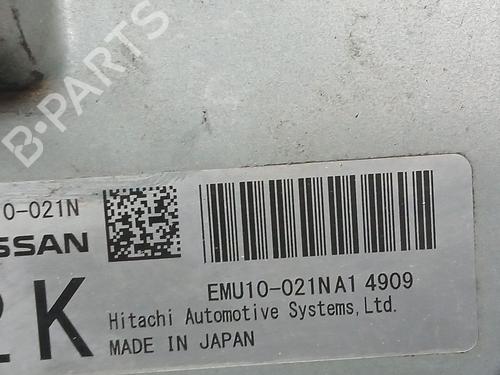 B-PARTS
0-021N
SSAN
2K
EMU10-021NA1 4909
Hitachi Automotive Systems,Ltd.
MADE IN JAPAN